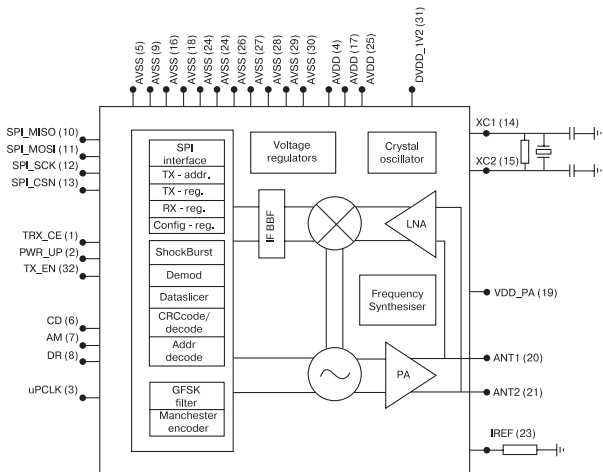 AVSS (5)
AVSS (9)
AVSS (16)
AVSS (18)
AVSS (24)
AVSS (24)
AVSS (26)
AVSS (27)
AVSS (28)
AVSS (29)
AVSS (30)
AVDD (4)
AVDD (17)
AVDD (25)
DVDD_1V2 (31)
SPI_MISO (10)
SPI_MOSI (11)
SPI_SCK (12)
SPI_CSN (13)
TRX_CE (1)
PWR_UP (2)
TX_EN (32)
CD (6)
AM (7)
DR (8)
uPCLK (3)
SPI
interface
TX - addr.
TX - reg.
RX - reg.
Config - reg.
ShockBurst
Demod
Dataslicer
CRCcode/
decode
Addr
decode
GFSK
filter
Manchester
encoder
Voltage
regulators
Crystal
oscillator
IF BBF
LNA
Frequency
Synthesiser
PA
XC1 (14)
XC2 (15)
VDD_PA (19)
ANT1 (20)
ANT2 (21)
IREF (23)